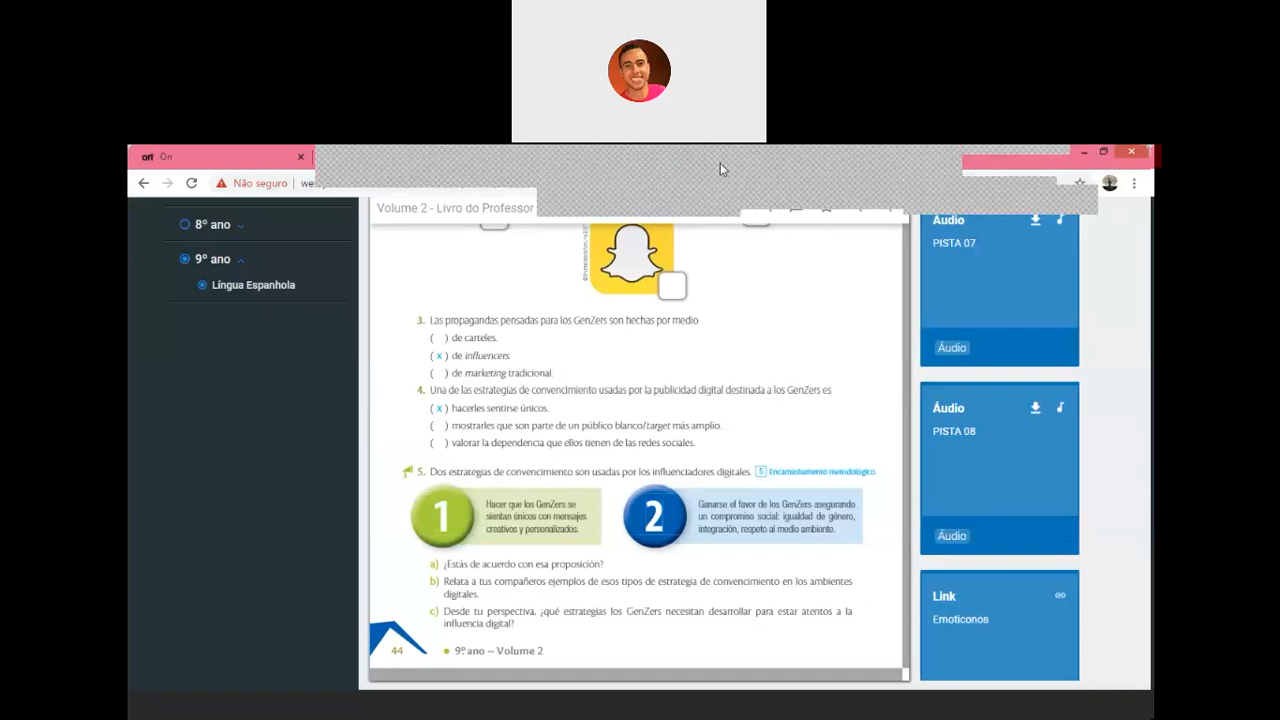 on On
Não seguro we
8º ano
9º ano
Língua Espanhola
Volume 2 - Livro do Professor
3. Las propagandas pensadas para los GenZers son hechas por medio
( ) de carteles.
( x ) de influencers.
( ) de marketing tradicional.
4. Una de las estrategias de convencimiento usadas por la publicidad digital destinada a los GenZers es
( x ) hacerles sentirse únicos.
( ) mostrarles que son parte de un público blanco/target más amplio.
( ) valorar la dependencia que ellos tienen de las redes sociales.
5. Dos estrategias de convencimiento son usadas por los influenciadores digitales. 5 Encaminhamento metodológico.
1
Hacer que los GenZers se
sientan únicos con mensajes
creativos y personalizados.
2
Ganarse el favor de los GenZers asegurando
un compromiso social: igualdad de género,
integración, respeto al medio ambiente.
a) ¿Estás de acuerdo con esa proposición?
b) Relata a tus compañeros ejemplos de esos tipos de estrategia de convencimiento en los ambientes
digitales.
c) Desde tu perspectiva, ¿qué estrategias los GenZers necesitan desarrollar para estar atentos a la
influencia digital?
44
9º. ano – Volume 2
Áudio
PISTA 07
Áudio
Áudio
PISTA 08
Áudio
Link
Emoticonos